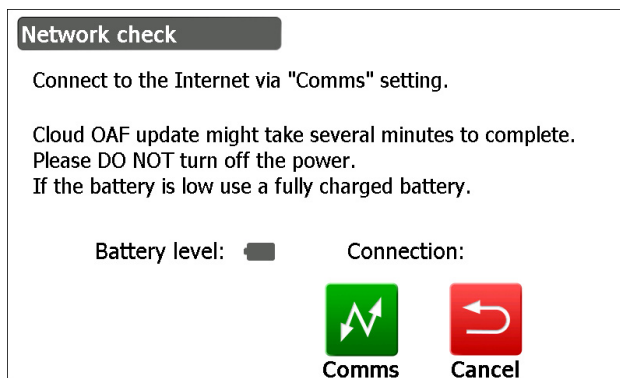 Network check
Connect to the Internet via "Comms" setting.
Cloud OAF update might take several minutes to complete.
Please DO NOT turn off the power.
If the battery is low use a fully charged battery.
Battery level: Connection:
Comms Cancel